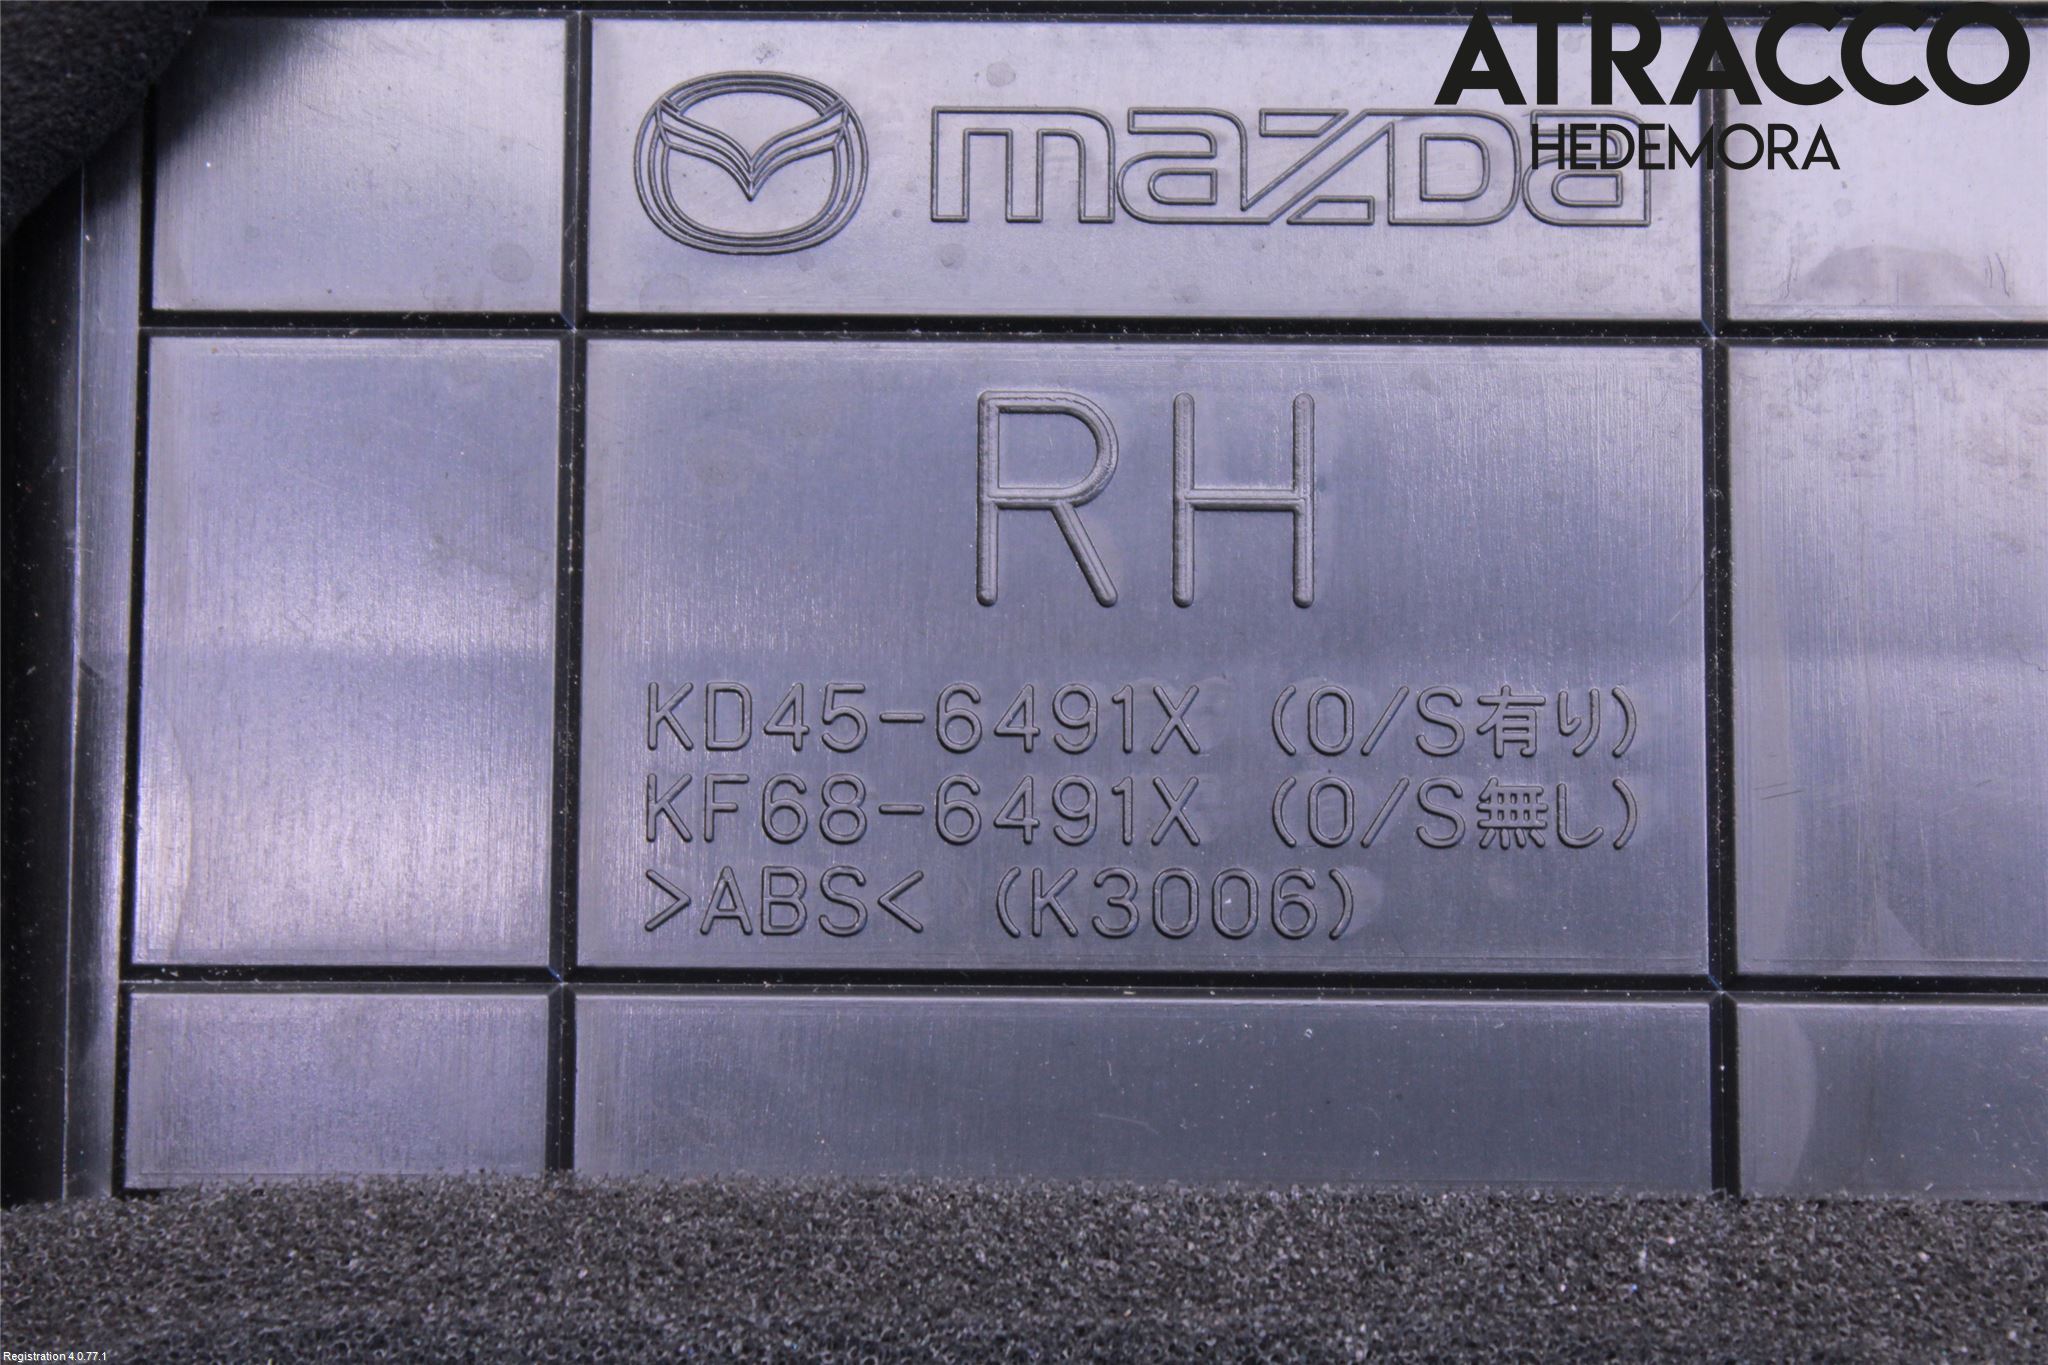 ATRACCO
HEDEMORA
mazda
RH
KD45-6491X (O/S有り)
KF68-6491X (O/S無し)
>ABS< (K3006)
Registration 4.0.77.1